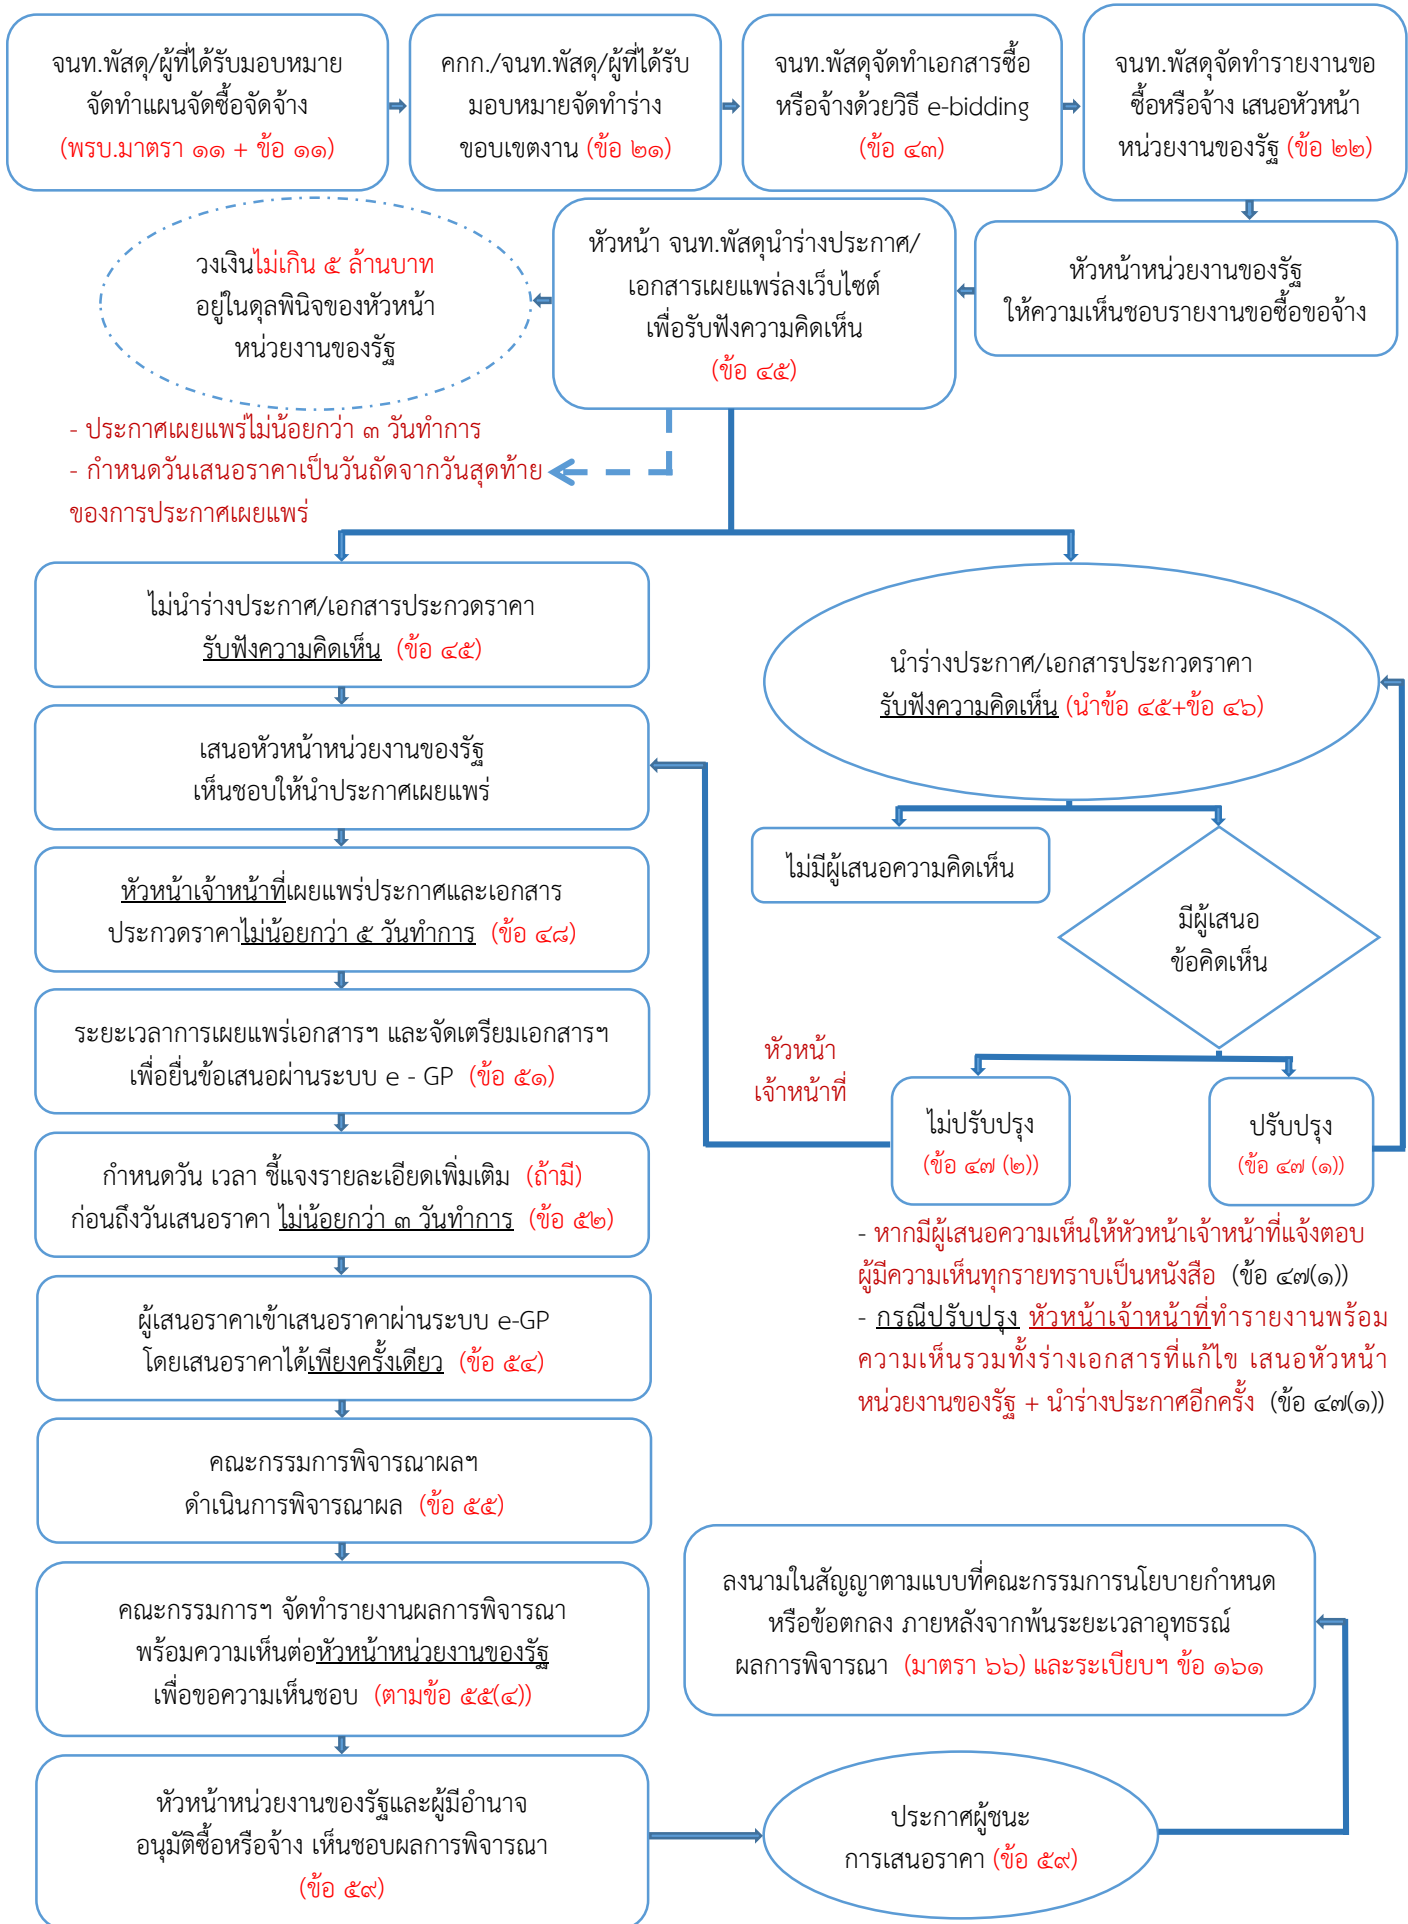 จนท.พัสดุ/ผู้ที่ได้รับมอบหมาย
จัดทำแผนจัดซื้อจัดจ้าง
(พรบ.มาตรา ๑๑ + ข้อ ๑๑)
คกก./จนท.พัสดุ/ผู้ที่ได้รับ
มอบหมายจัดทำร่าง
ขอบเขตงาน (ข้อ ๒๑)
จนท.พัสดุจัดทำเอกสารซื้อ
หรือจ้างด้วยวิธี e-bidding
(ข้อ ๔๓)
จนท.พัสดุจัดทำรายงานขอ
ซื้อหรือจ้าง เสนอหัวหน้า
หน่วยงานของรัฐ (ข้อ ๒๒)
หัวหน้าหน่วยงานของรัฐ
ให้ความเห็นชอบรายงานขอซื้อขอจ้าง
หัวหน้า จนท.พัสดุนำร่างประกาศ/
เอกสารเผยแพร่ลงเว็บไซต์
เพื่อรับฟังความคิดเห็น
(ข้อ ๔๕)
วงเงินไม่เกิน ๕ ล้านบาท
อยู่ในดุลพินิจของหัวหน้า
หน่วยงานของรัฐ
- ประกาศเผยแพร่ไม่น้อยกว่า ๓ วันทำการ
- กำหนดวันเสนอราคาเป็นวันถัดจากวันสุดท้าย
ของการประกาศเผยแพร่
ไม่นำร่างประกาศ/เอกสารประกวดราคา
รับฟังความคิดเห็น (ข้อ ๔๕)
เสนอหัวหน้าหน่วยงานของรัฐ
เห็นชอบให้นำประกาศเผยแพร่
หัวหน้าเจ้าหน้าที่เผยแพร่ประกาศและเอกสาร
ประกวดราคาไม่น้อยกว่า ๕ วันทำการ (ข้อ ๔๘)
ระยะเวลาการเผยแพร่เอกสารฯ และจัดเตรียมเอกสารฯ
เพื่อยื่นข้อเสนอผ่านระบบ e - GP (ข้อ ๕๑)
กำหนดวัน เวลา ชี้แจงรายละเอียดเพิ่มเติม (ถ้ามี)
ก่อนถึงวันเสนอราคา ไม่น้อยกว่า ๓ วันทำการ (ข้อ ๕๒)
ผู้เสนอราคาเข้าเสนอราคาผ่านระบบ e-GP
โดยเสนอราคาได้เพียงครั้งเดียว (ข้อ ๕๔)
คณะกรรมการพิจารณาผลฯ
ดำเนินการพิจารณาผล (ข้อ ๕๕)
คณะกรรมการฯ จัดทำรายงานผลการพิจารณา
พร้อมความเห็นต่อหัวหน้าหน่วยงานของรัฐ
เพื่อขอความเห็นชอบ (ตามข้อ ๕๕(๔))
หัวหน้าหน่วยงานของรัฐและผู้มีอำนาจ
อนุมัติซื้อหรือจ้าง เห็นชอบผลการพิจารณา
(ข้อ ๕๙)
นำร่างประกาศ/เอกสารประกวดราคา
รับฟังความคิดเห็น (นำข้อ ๔๕+ข้อ ๔๖)
ไม่มีผู้เสนอความคิดเห็น
มีผู้เสนอ
ข้อคิดเห็น
หัวหน้า
เจ้าหน้าที่
ไม่ปรับปรุง
(ข้อ ๔๗ (๒))
ปรับปรุง
(ข้อ ๔๗ (๑))
- หากมีผู้เสนอความเห็นให้หัวหน้าเจ้าหน้าที่แจ้งตอบ
ผู้มีความเห็นทุกรายทราบเป็นหนังสือ (ข้อ ๔๗(๑))
- กรณีปรับปรุง หัวหน้าเจ้าหน้าที่ทำรายงานพร้อม
ความเห็นรวมทั้งร่างเอกสารที่แก้ไข เสนอหัวหน้า
หน่วยงานของรัฐ + นำร่างประกาศอีกครั้ง (ข้อ ๔๗(๑))
ลงนามในสัญญาตามแบบที่คณะกรรมการนโยบายกำหนด
หรือข้อตกลง ภายหลังจากพ้นระยะเวลาอุทธรณ์
ผลการพิจารณา (มาตรา ๖๖) และระเบียบฯ ข้อ ๑๖๑
ประกาศผู้ชนะ
การเสนอราคา (ข้อ ๕๙)